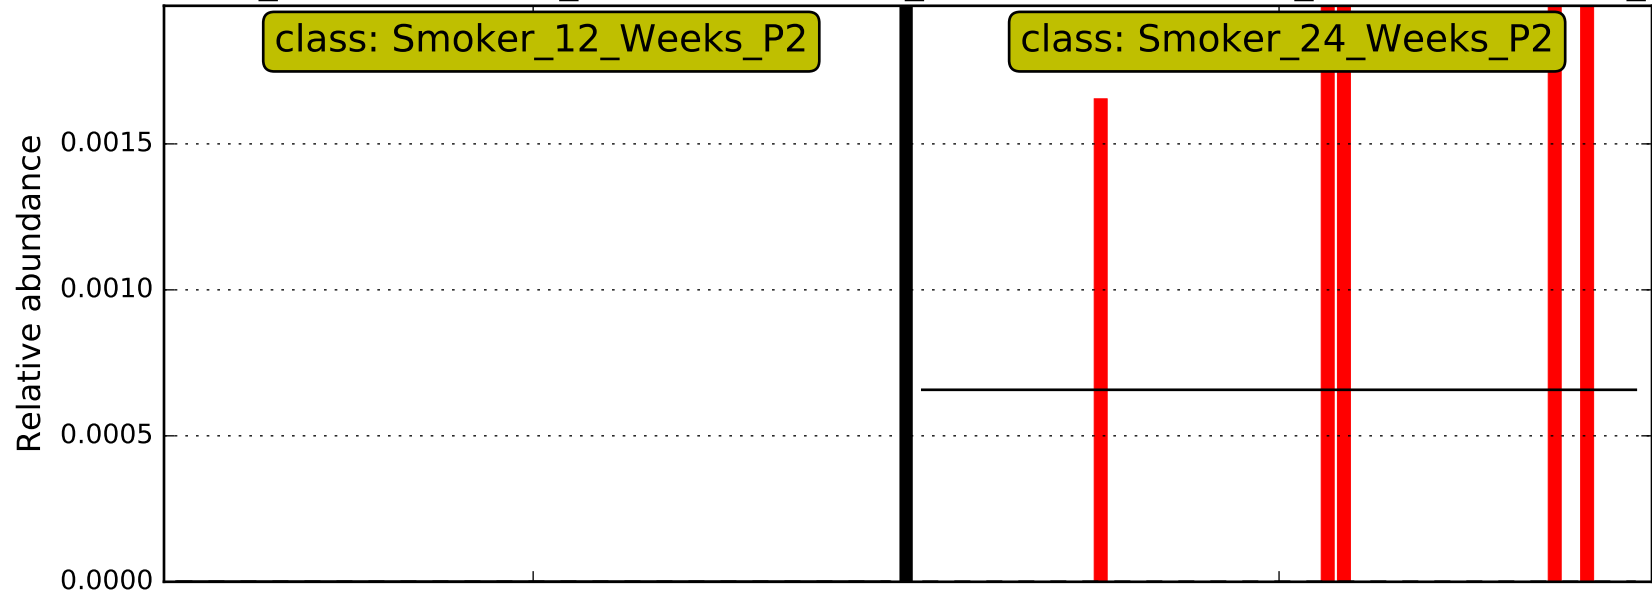 class: Smoker_12_Weeks_P2
class: Smoker_24_Weeks_P2
Relative abundance
0.0015
0.0010
0.0005
0.0000